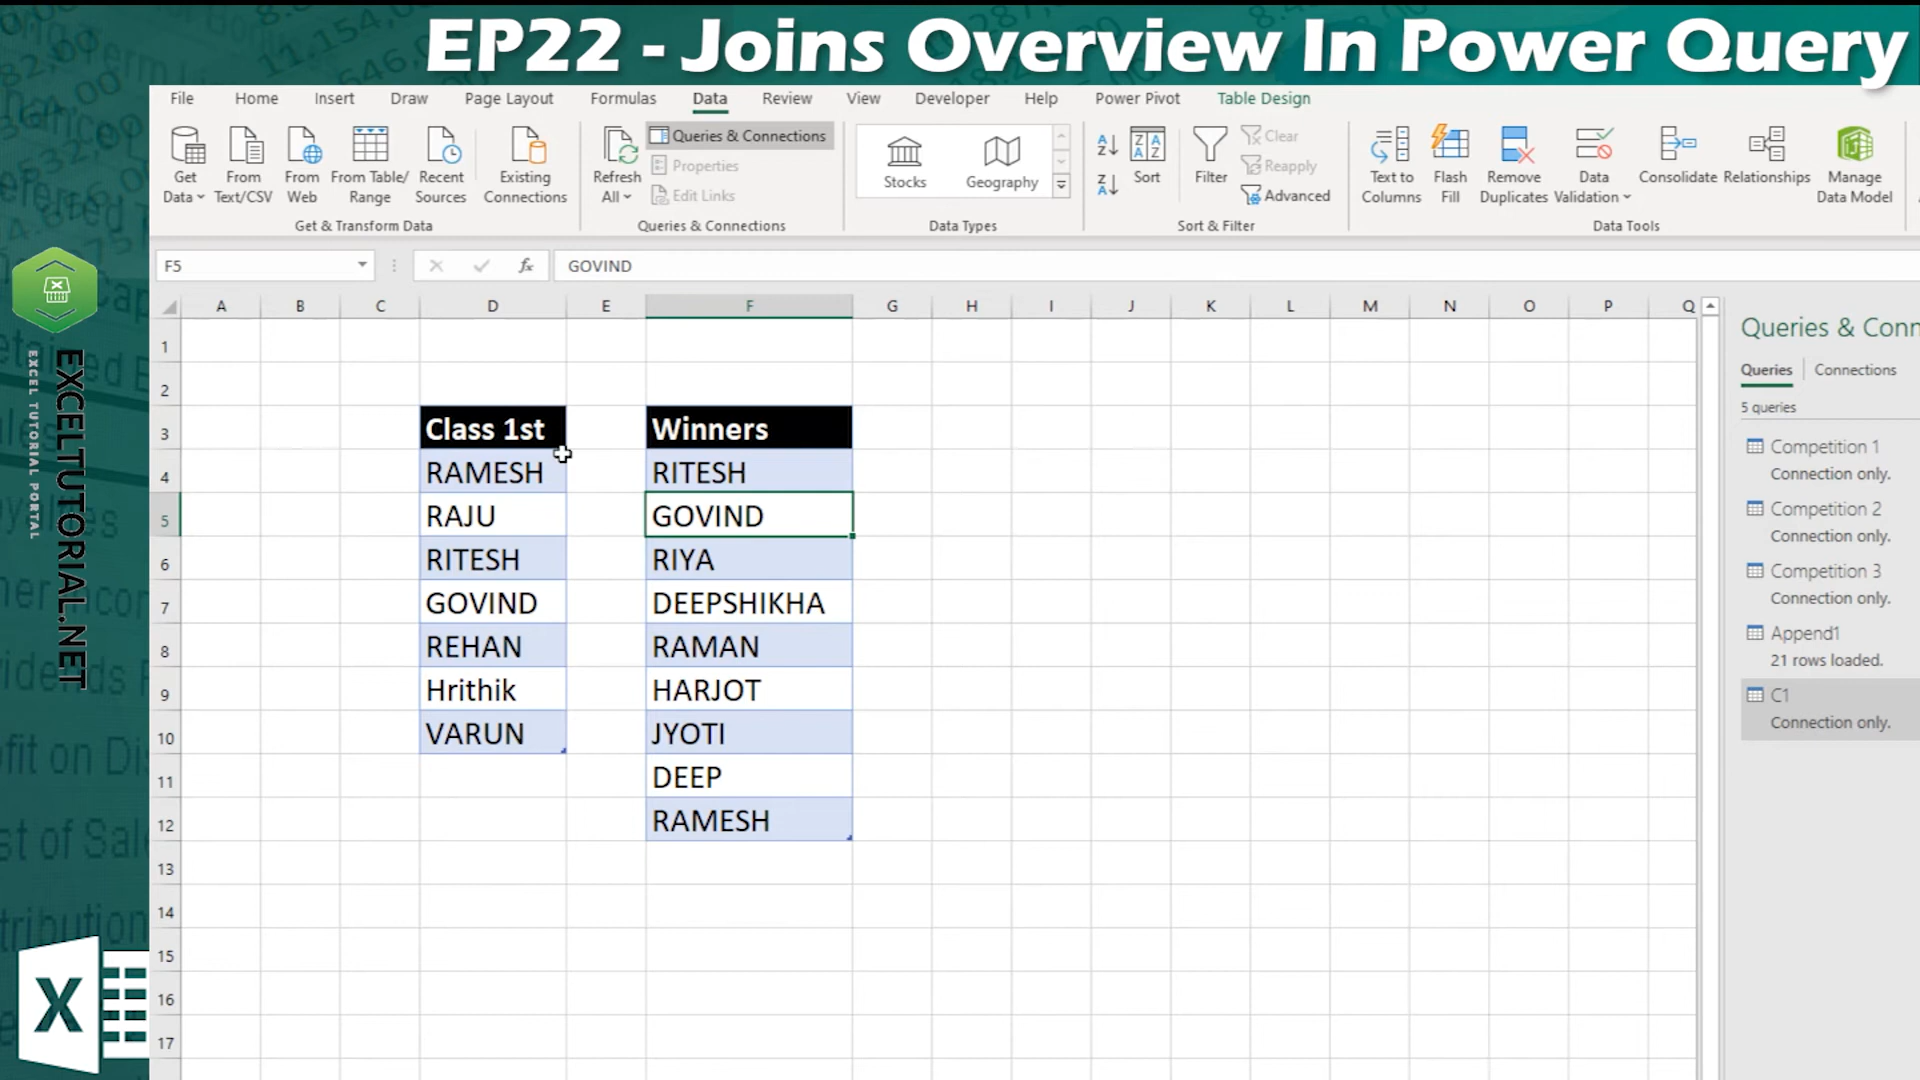 EP22 - Joins Overview In Power Query
File Home Insert Draw Page Layout Formulas Data Review View Developer Help Power Pivot Table Design
Get Data
From Text/CSV
From Web
From Table/ Range
Recent Sources
Existing Connections
Get & Transform Data
Refresh All
Queries & Connections
Properties
Edit Links
Queries & Connections
Stocks
Geography
Data Types
Sort
Filter
Clear
Reapply
Advanced
Sort & Filter
Text to Columns
Flash Fill
Remove Duplicates
Data Validation
Consolidate
Relationships
Manage Data Model
Data Tools
F5
fx
GOVIND
A B C D E F G H I J K L M N O P Q
1
2
3 Class 1st Winners
4 RAMESH RITESH
5 RAJU GOVIND
6 RITESH RIYA
7 GOVIND DEEPSHIKHA
8 REHAN RAMAN
9 Hrithik HARJOT
10 VARUN JYOTI
11 DEEP
12 RAMESH
13
14
15
16
17
Queries & Conn
Queries Connections
5 queries
Competition 1
Connection only.
Competition 2
Connection only.
Competition 3
Connection only.
Append1
21 rows loaded.
C1
Connection only.
EXCELTUTORIAL.NET
EXCEL TUTORIAL PORTAL
X